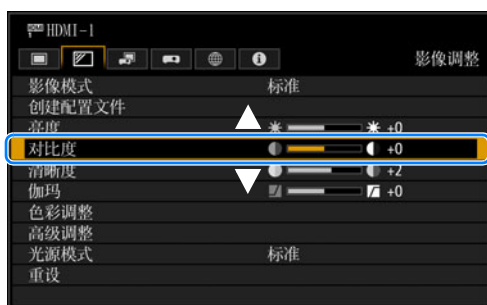 HDMI-1
影像调整
影像模式 标准
创建配置文件
亮度 +0
对比度 +0
清晰度 +2
伽玛 +0
色彩调整
高级调整
光源模式 标准
重设